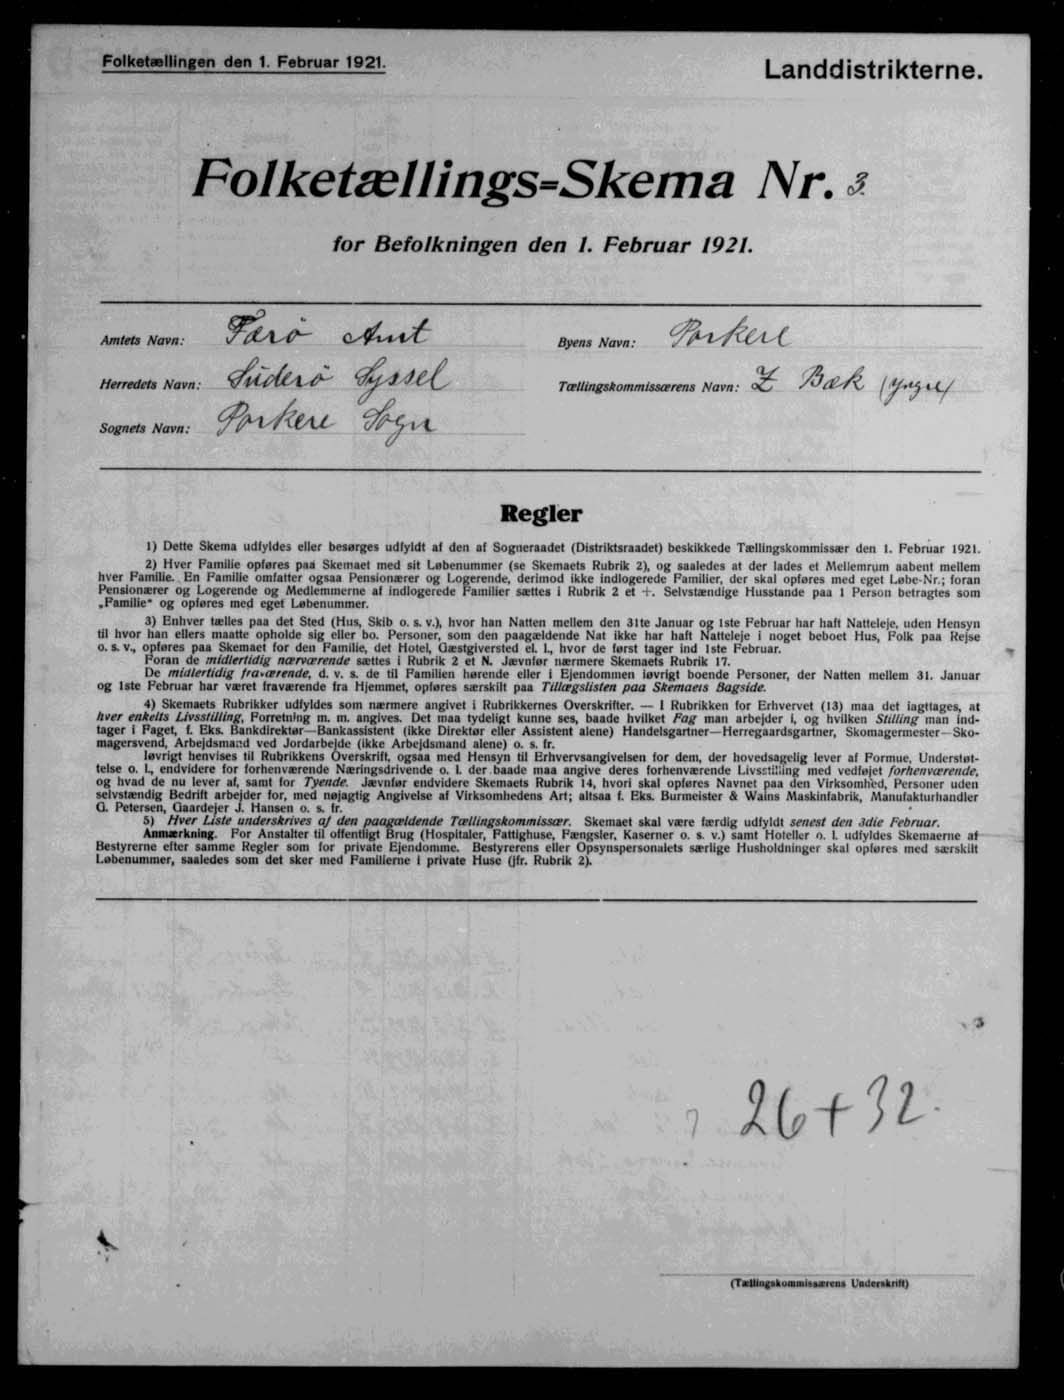 Folketællingen den 1. Februar 1921.
Landdistrikterne.
Folketællings=Skema Nr. 3.
for Befolkningen den 1. Februar 1921.
Amtets Navn: Færö Amt
Byens Navn: Porkere
Herredets Navn: Süderö Syssel
Tællingskommissærens Navn: Z Bæk (yngre)
Sognets Navn: Porkere Sogn
Regler
1) Dette Skema udfyldes eller besørges udfyldt af den af Sogneraadet (Distriktsraadet) beskikkede Tællingskommissær den 1. Februar 1921.
2) Hver Familie opføres paa Skemaet med sit Løbenummer (se Skemaets Rubrik 2), og saaledes at der lades et Mellemrum aabent mellem
hver Familie. En Familie omfatter ogsaa Pensionærer og Logerende, derimod ikke indlogerede Familier, der skal opføres med eget Løbe-Nr.; foran
Pensionærer og Logerende og Medlemmerne af indlogerede Familier sættes i Rubrik 2 et +. Selvstændige Husstande paa 1 Person betragtes som
„Familie“ og opføres med eget Løbenummer.
3) Enhver tælles paa det Sted (Hus, Skib o. s. v.), hvor han Natten mellem den 31te Januar og 1ste Februar har haft Natteleje, uden Hensyn
til hvor han ellers maatte opholde sig eller bo. Personer, som den paagældende Nat ikke har haft Natteleje i noget beboet Hus, Folk paa Rejse
o. s. v., opføres paa Skemaet for den Familie, det Hotel, Gæstgiversted el. l., hvor de først tager ind 1ste Februar.
Foran de midlertidig nærværende sættes i Rubrik 2 et N. Jævnfør nærmere Skemaets Rubrik 17.
De midlertidig fraværende, d. v. s. de til Familien hørende eller i Ejendommen iøvrigt boende Personer, der Natten mellem 31. Januar
og 1ste Februar har været fraværende fra Hjemmet, opføres særskilt paa Tillægslisten paa Skemaets Bagside.
4) Skemaets Rubrikker udfyldes som nærmere angivet i Rubrikkernes Overskrifter. — I Rubrikken for Erhvervet (13) maa det iagttages, at
hver enkelts Livsstilling, Forretning m. m. angives. Det maa tydeligt kunne ses, baade hvilket Fag man arbejder i, og hvilken Stilling man ind-
tager i Faget, f. Eks. Bankdirektør—Bankassistent (ikke Direktør eller Assistent alene) Handelsgartner—Herregaardsgartner, Skomagermester—Sko-
magersvend, Arbejdsmand ved Jordarbejde (ikke Arbejdsmand alene) o. s. fr.
Iøvrigt henvises til Rubrikkens Overskrift, ogsaa med Hensyn til Erhvervsangivelsen for dem, der hovedsagelig lever af Formue, Understøt-
telse o. l., endvidere for forhenværende Næringsdrivende o. l. der baade maa angive deres forhenværende Livsstilling med vedføjet forhenværende,
og hvad de nu lever af, samt for Tyende. Jævnfør endvidere Skemaets Rubrik 14, hvori skal opføres Navnet paa den Virksomhed, Personer uden
selvstændig Bedrift arbejder for, med nøjagtig Angivelse af Virksomhedens Art; altsaa f. Eks. Burmeister & Wains Maskinfabrik, Manufakturhandler
G. Petersen, Gaardejer J. Hansen o. s. fr.
5) Hver Liste underskrives af den paagældende Tællingskommissær. Skemaet skal være færdig udfyldt senest den 3die Februar.
Anmærkning. For Anstalter til offentligt Brug (Hospitaler, Fattighuse, Fængsler, Kaserner o. s. v.) samt Hoteller o. l. udfyldes Skemaerne af
Bestyrerne efter samme Regler som for private Ejendomme. Bestyrerens eller Opsynspersonalets særlige Husholdninger skal opføres med særskilt
Løbenummer, saaledes som det sker med Familierne i private Huse (jfr. Rubrik 2).
26+32.
(Tællingskommissærens Underskrift)